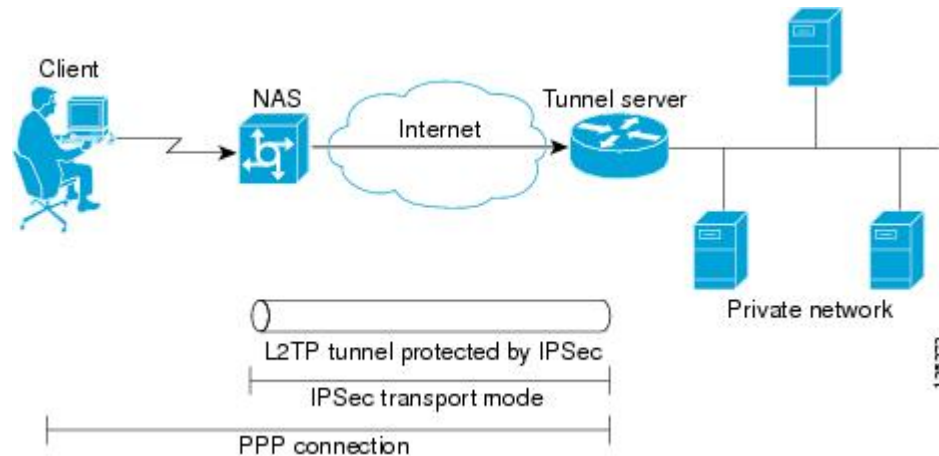 Client
NAS
Internet
Tunnel server
Private network
L2TP tunnel protected by IPSec
IPSec transport mode
PPP connection